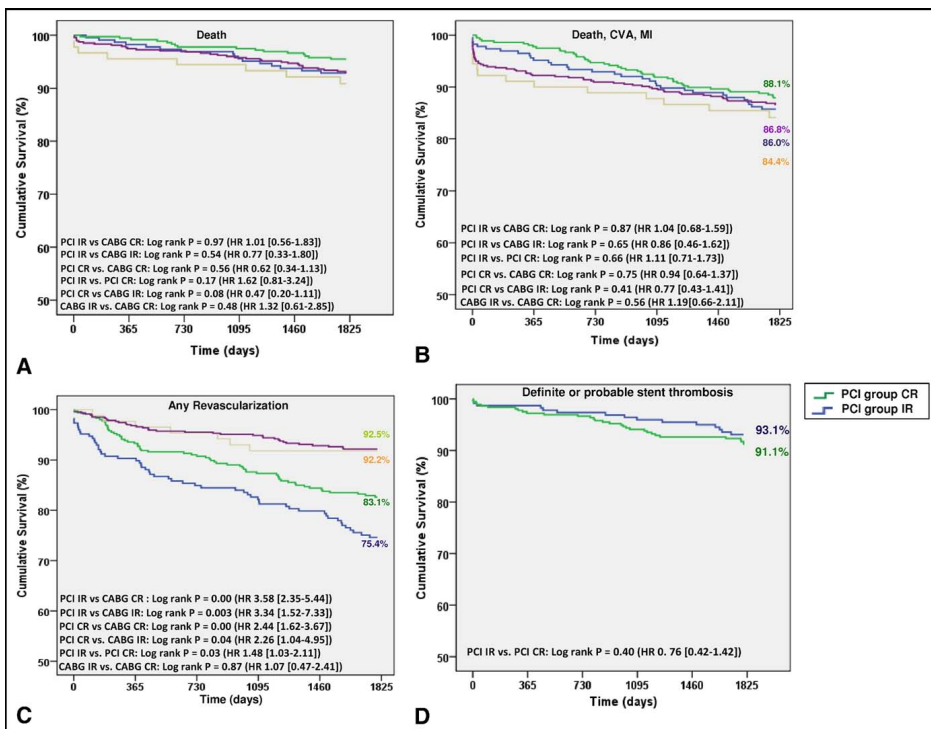 Death
Cumulative Survival (%)
100
90
80
70
60
50
PCI IR vs CABG CR: Log rank P = 0.97 (HR 1.01 [0.56-1.83])
PCI IR vs CABG IR: Log rank P = 0.54 (HR 0.77 [0.33-1.80])
PCI CR vs. CABG CR: Log rank P = 0.56 (HR 0.62 [0.34-1.13])
PCI IR vs. PCI CR: Log rank P = 0.17 (HR 1.62 [0.81-3.24])
PCI CR vs CABG IR: Log rank P = 0.08 (HR 0.47 [0.20-1.11])
CABG IR vs. CABG CR: Log rank P = 0.48 (HR 1.32 [0.61-2.85])
0 365 730 1095 1460 1825
Time (days)
A
Death, CVA, MI
Cumulative Survival (%)
100
90
80
70
60
50
88.1%
86.8%
86.0%
84.4%
PCI IR vs CABG CR: Log rank P = 0.87 (HR 1.04 [0.68-1.59])
PCI IR vs CABG IR: Log rank P = 0.65 (HR 0.86 [0.46-1.62])
PCI IR vs. PCI CR: Log rank P = 0.66 (HR 1.11 [0.71-1.73])
PCI CR vs. CABG CR: Log rank P = 0.75 (HR 0.94 [0.64-1.37])
PCI CR vs CABG IR: Log rank P = 0.41 (HR 0.77 [0.43-1.41])
CABG IR vs. CABG CR: Log rank P = 0.56 (HR 1.19[0.66-2.11])
0 365 730 1095 1460 1825
Time (days)
B
Any Revascularization
Cumulative Survival (%)
100
90
80
70
60
50
92.5%
92.2%
83.1%
75.4%
PCI IR vs CABG CR : Log rank P = 0.00 (HR 3.58 [2.35-5.44])
PCI IR vs CABG IR: Log rank P = 0.003 (HR 3.34 [1.52-7.33])
PCI CR vs CABG CR: Log rank P = 0.00 (HR 2.44 [1.62-3.67])
PCI CR vs. CABG IR: Log rank P = 0.04 (HR 2.26 [1.04-4.95])
PCI IR vs. PCI CR: Log rank P = 0.03 (HR 1.48 [1.03-2.11])
CABG IR vs. CABG CR: Log rank P = 0.87 (HR 1.07 [0.47-2.41])
0 365 730 1095 1460 1825
Time (days)
C
Definite or probable stent thrombosis
Cumulative Survival (%)
100
90
80
70
60
50
93.1%
91.1%
PCI IR vs. PCI CR: Log rank P = 0.40 (HR 0. 76 [0.42-1.42])
0 365 730 1095 1460 1825
Time (days)
D
PCI group CR
PCI group IR